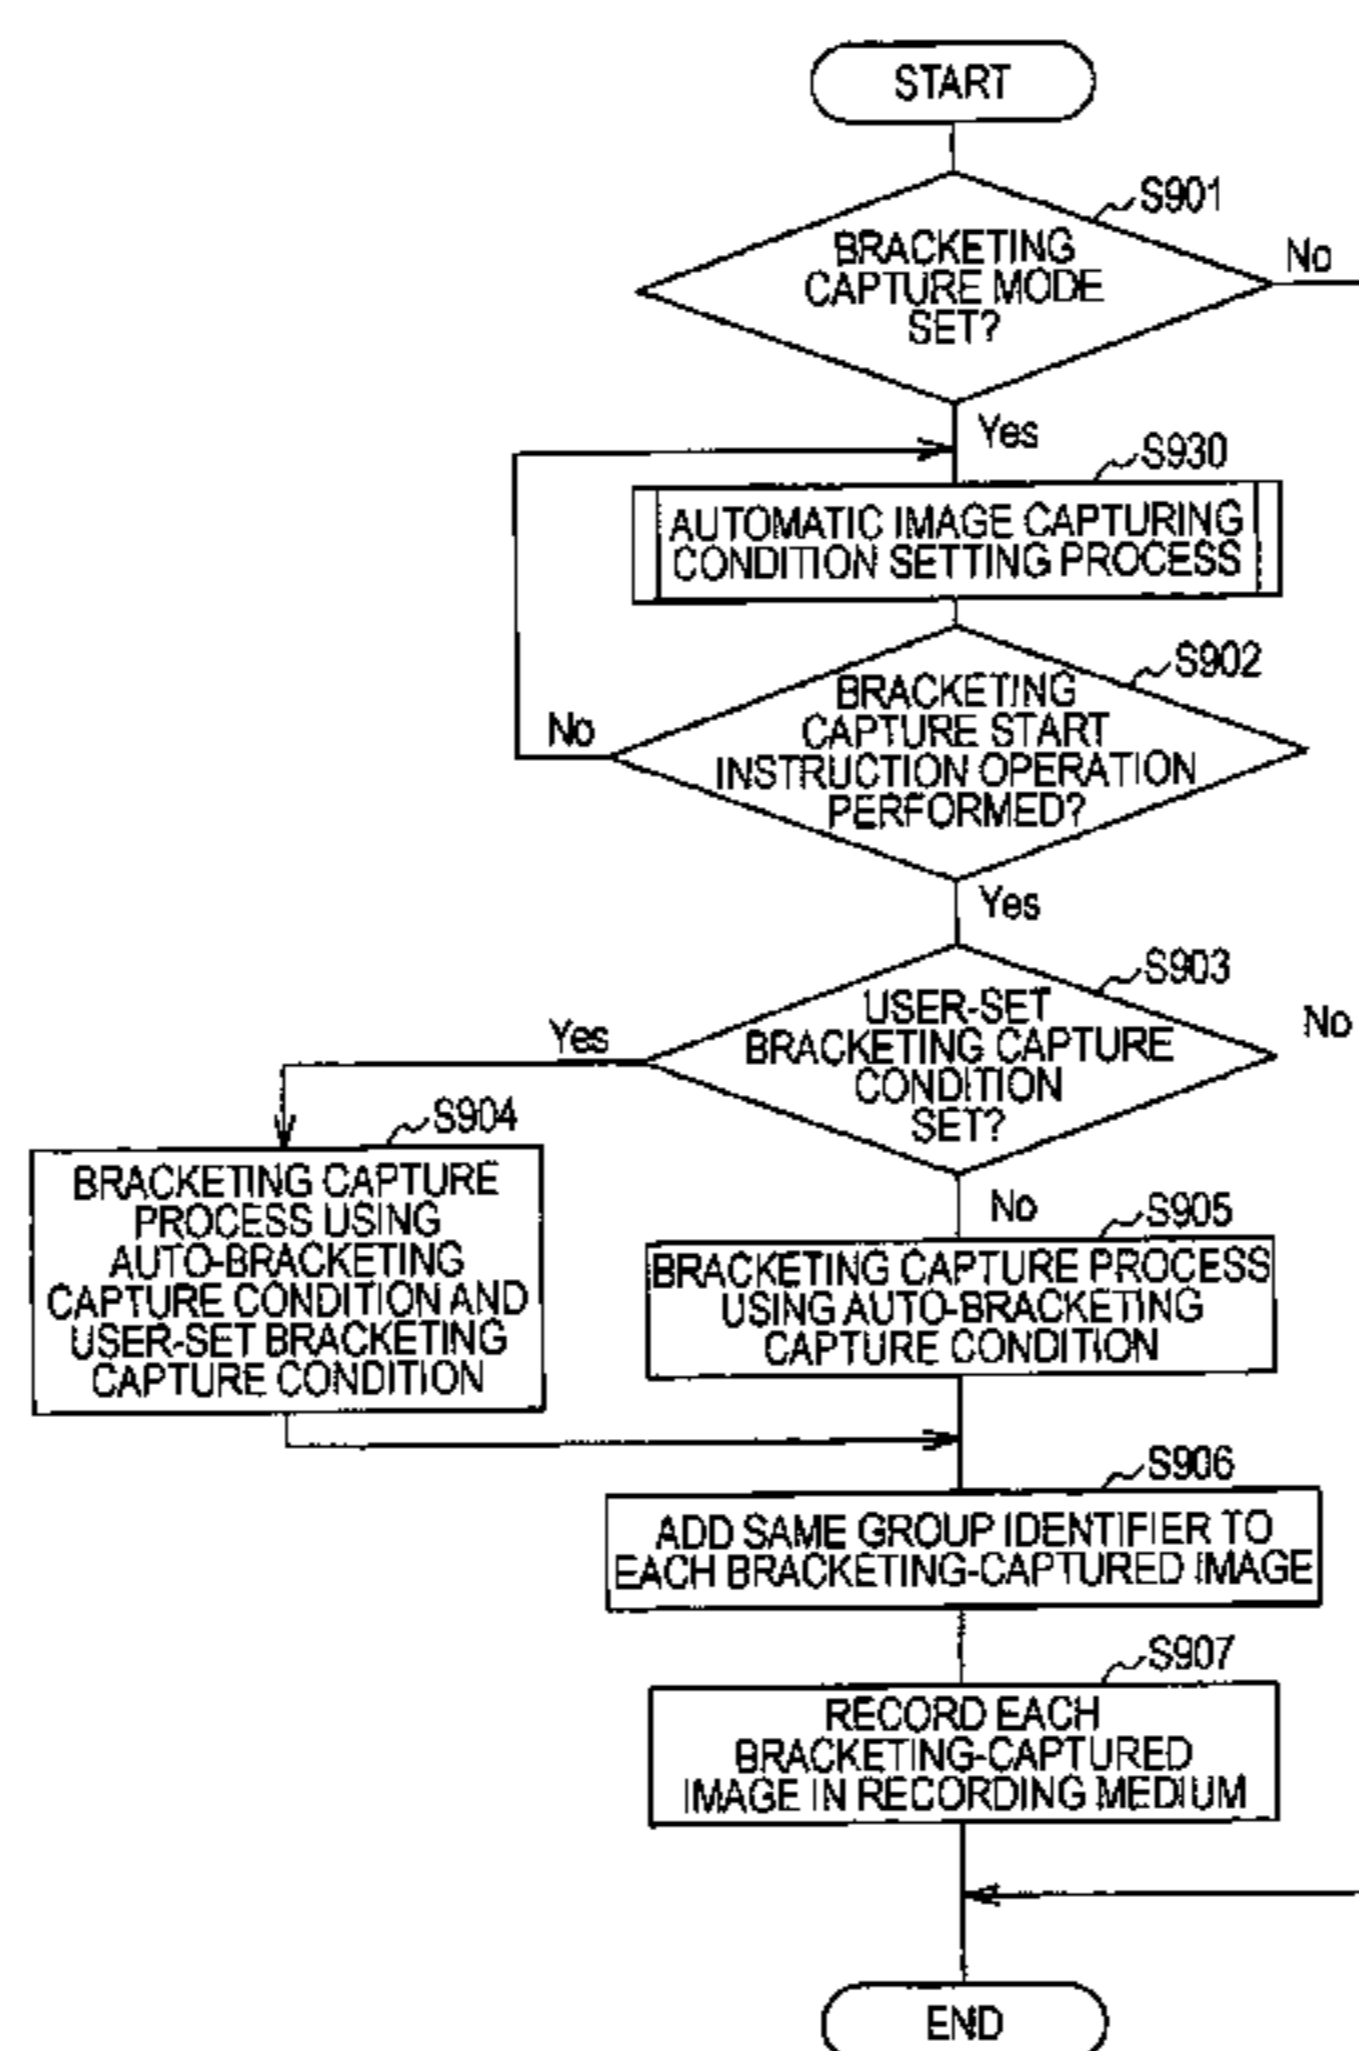 START
S901
BRACKETING
CAPTURE MODE
SET?
No
Yes
S930
AUTOMATIC IMAGE CAPTURING
CONDITION SETTING PROCESS
S902
BRACKETING
CAPTURE START
INSTRUCTION OPERATION
PERFORMED?
No
Yes
S903
USER-SET
BRACKETING CAPTURE
CONDITION
SET?
Yes
No
S904
BRACKETING CAPTURE
PROCESS USING
AUTO-BRACKETING
CAPTURE CONDITION AND
USER-SET BRACKETING
CAPTURE CONDITION
No
S905
BRACKETING CAPTURE PROCESS
USING AUTO-BRACKETING
CAPTURE CONDITION
S906
ADD SAME GROUP IDENTIFIER TO
EACH BRACKETING-CAPTURED IMAGE
S907
RECORD EACH
BRACKETING-CAPTURED
IMAGE IN RECORDING MEDIUM
END